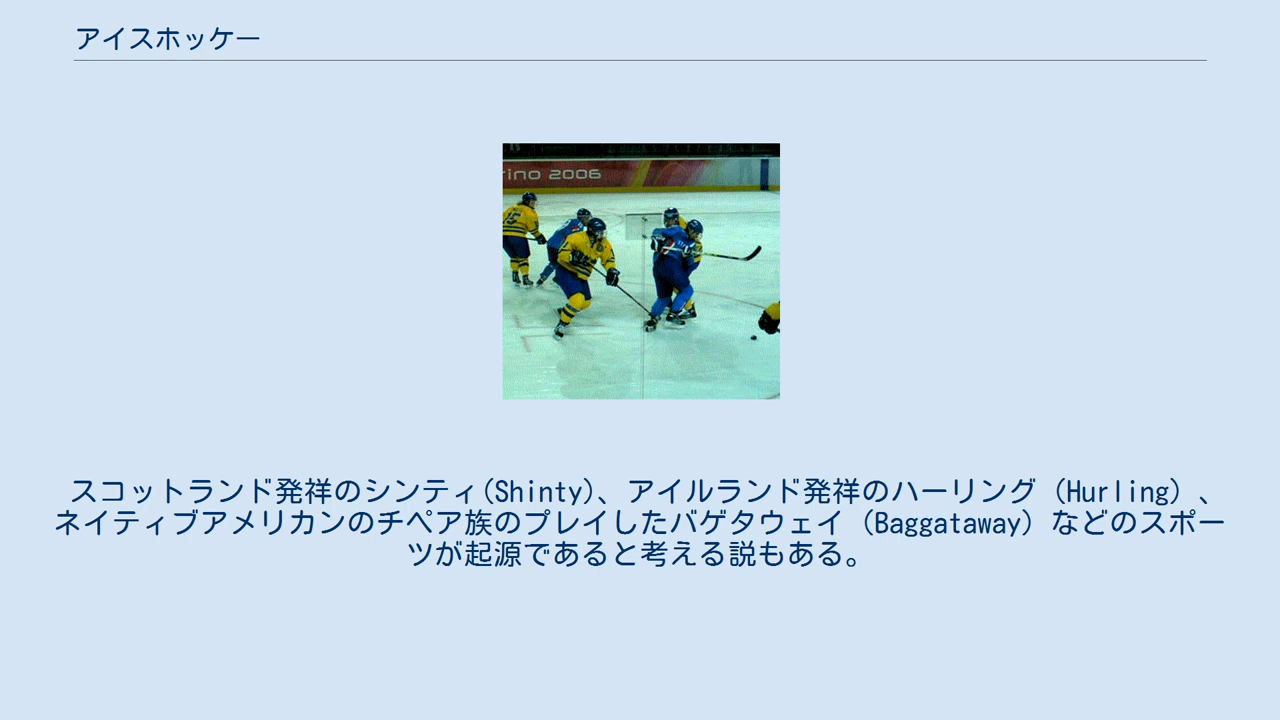 アイスホッケー
rino 2006
スコットランド発祥のシンティ(Shinty)、アイルランド発祥のハーリング (Hurling) 、
ネイティブアメリカンのチペア族のプレイしたバゲタウェイ (Baggataway) などのスポー
ツが起源であると考える説もある。